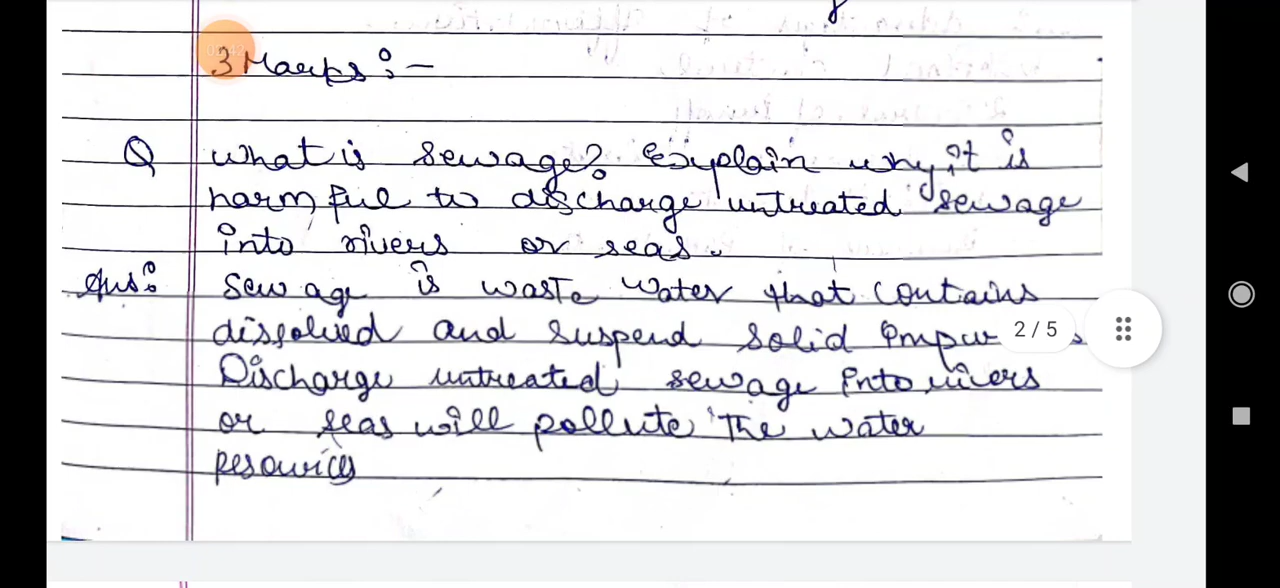 3 Marks:-
Q What is sewage? Explain why it is
harmful to discharge untreated sewage
into rivers or seas.
Ans: Sewage is waste water that contains
dissolved and suspend solid
2/5
Discharge untreated sewage into rivers
or seas will pollute The water
resources